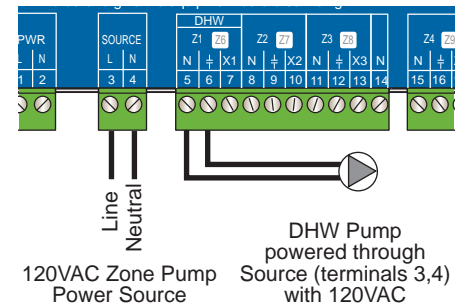 DHW
PWR SOURCE Z1 Z6 Z2 Z7 Z3 Z8 Z4 Z9
L N L N N X1 N X2 N X3 N N
1 2 3 4 5 6 7 8 9 10 11 12 13 14 15 16
Line
Neutral
120VAC Zone Pump
Power Source
DHW Pump
powered through
Source (terminals 3,4)
with 120VAC